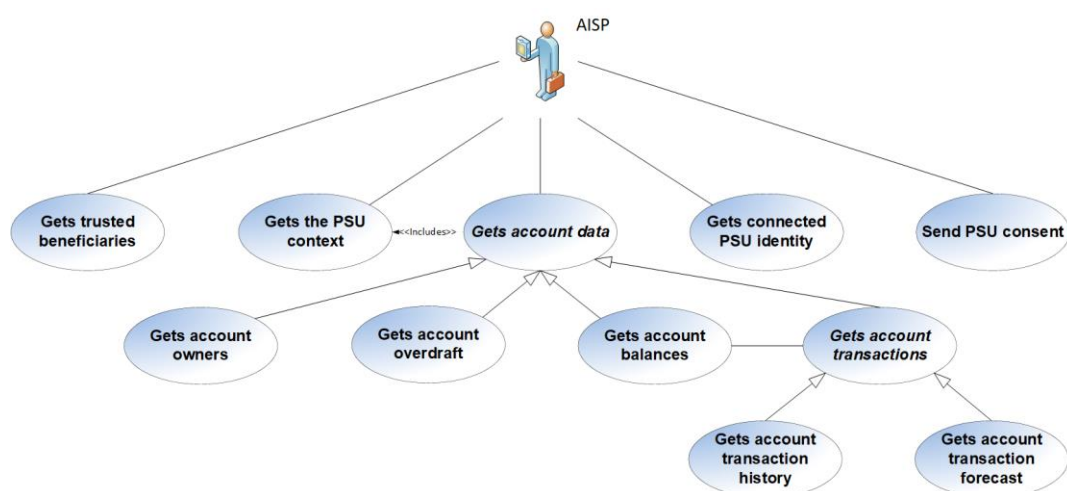 AISP
Gets trusted
beneficiaries
Gets the PSU
context
<<Includes>>
Gets account data
Gets connected
PSU identity
Send PSU consent
Gets account
owners
Gets account
overdraft
Gets account
balances
Gets account
transactions
Gets account
transaction
history
Gets account
transaction
forecast